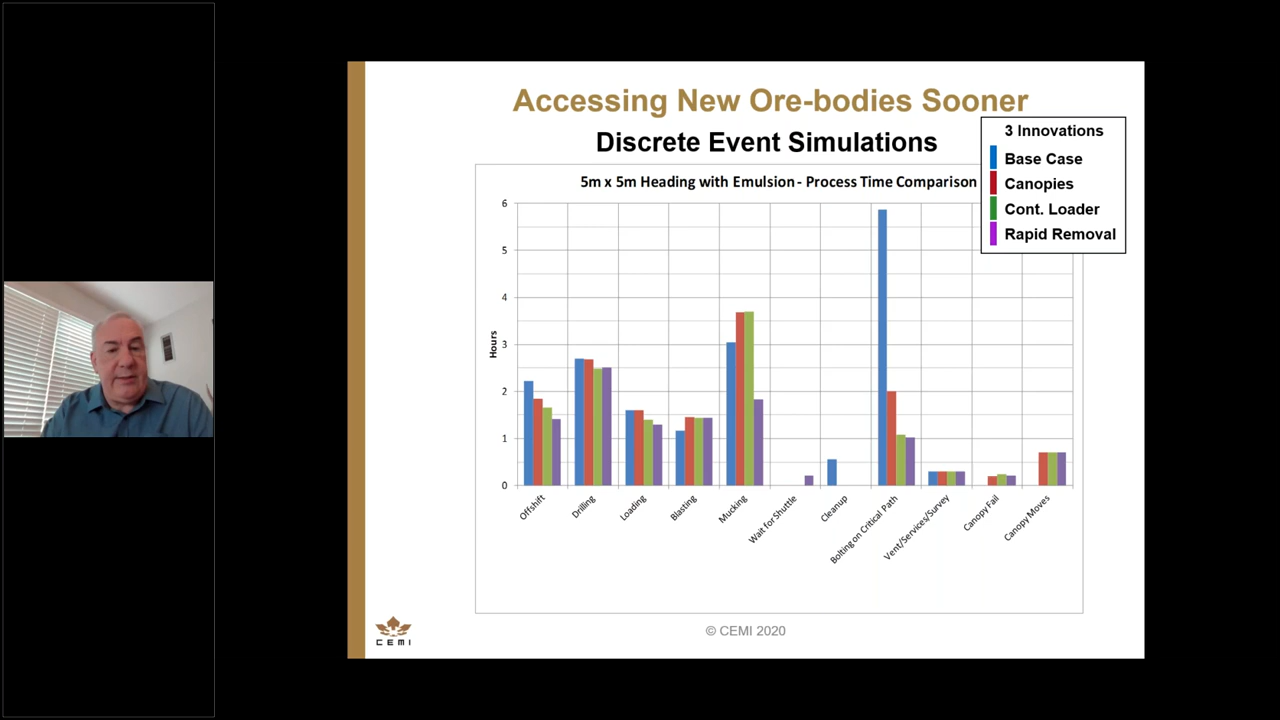 Accessing New Ore-bodies Sooner
Discrete Event Simulations
3 Innovations
Base Case
Canopies
Cont. Loader
Rapid Removal
5m x 5m Heading with Emulsion - Process Time Comparison
Hours
6
5
4
3
2
1
0
Offshift
Drilling
Loading
Blasting
Mucking
Wait for Shuttle
Cleanup
Bolting on Critical Path
Vent/Services/Survey
Canopy Fail
Canopy Moves
CEMI
© CEMI 2020